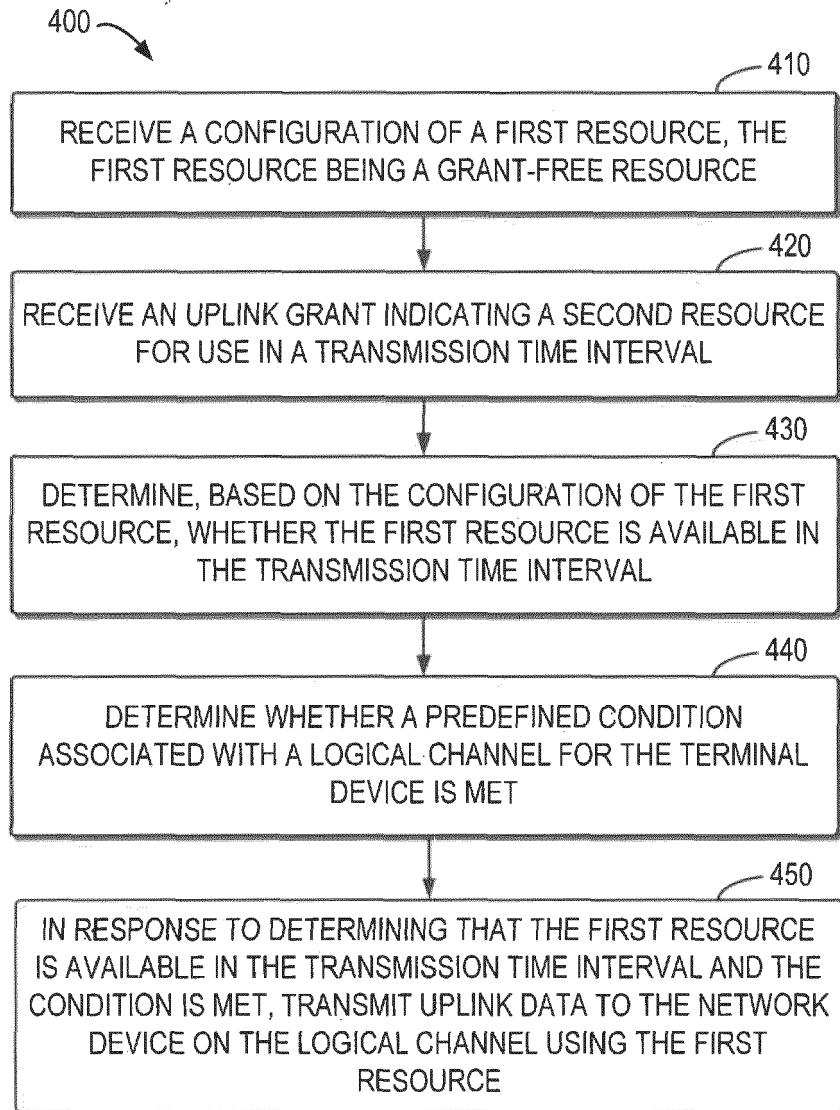 400
410
RECEIVE A CONFIGURATION OF A FIRST RESOURCE, THE
FIRST RESOURCE BEING A GRANT-FREE RESOURCE
420
RECEIVE AN UPLINK GRANT INDICATING A SECOND RESOURCE
FOR USE IN A TRANSMISSION TIME INTERVAL
430
DETERMINE, BASED ON THE CONFIGURATION OF THE FIRST
RESOURCE, WHETHER THE FIRST RESOURCE IS AVAILABLE IN
THE TRANSMISSION TIME INTERVAL
440
DETERMINE WHETHER A PREDEFINED CONDITION
ASSOCIATED WITH A LOGICAL CHANNEL FOR THE TERMINAL
DEVICE IS MET
450
IN RESPONSE TO DETERMINING THAT THE FIRST RESOURCE
IS AVAILABLE IN THE TRANSMISSION TIME INTERVAL AND THE
CONDITION IS MET, TRANSMIT UPLINK DATA TO THE NETWORK
DEVICE ON THE LOGICAL CHANNEL USING THE FIRST
RESOURCE